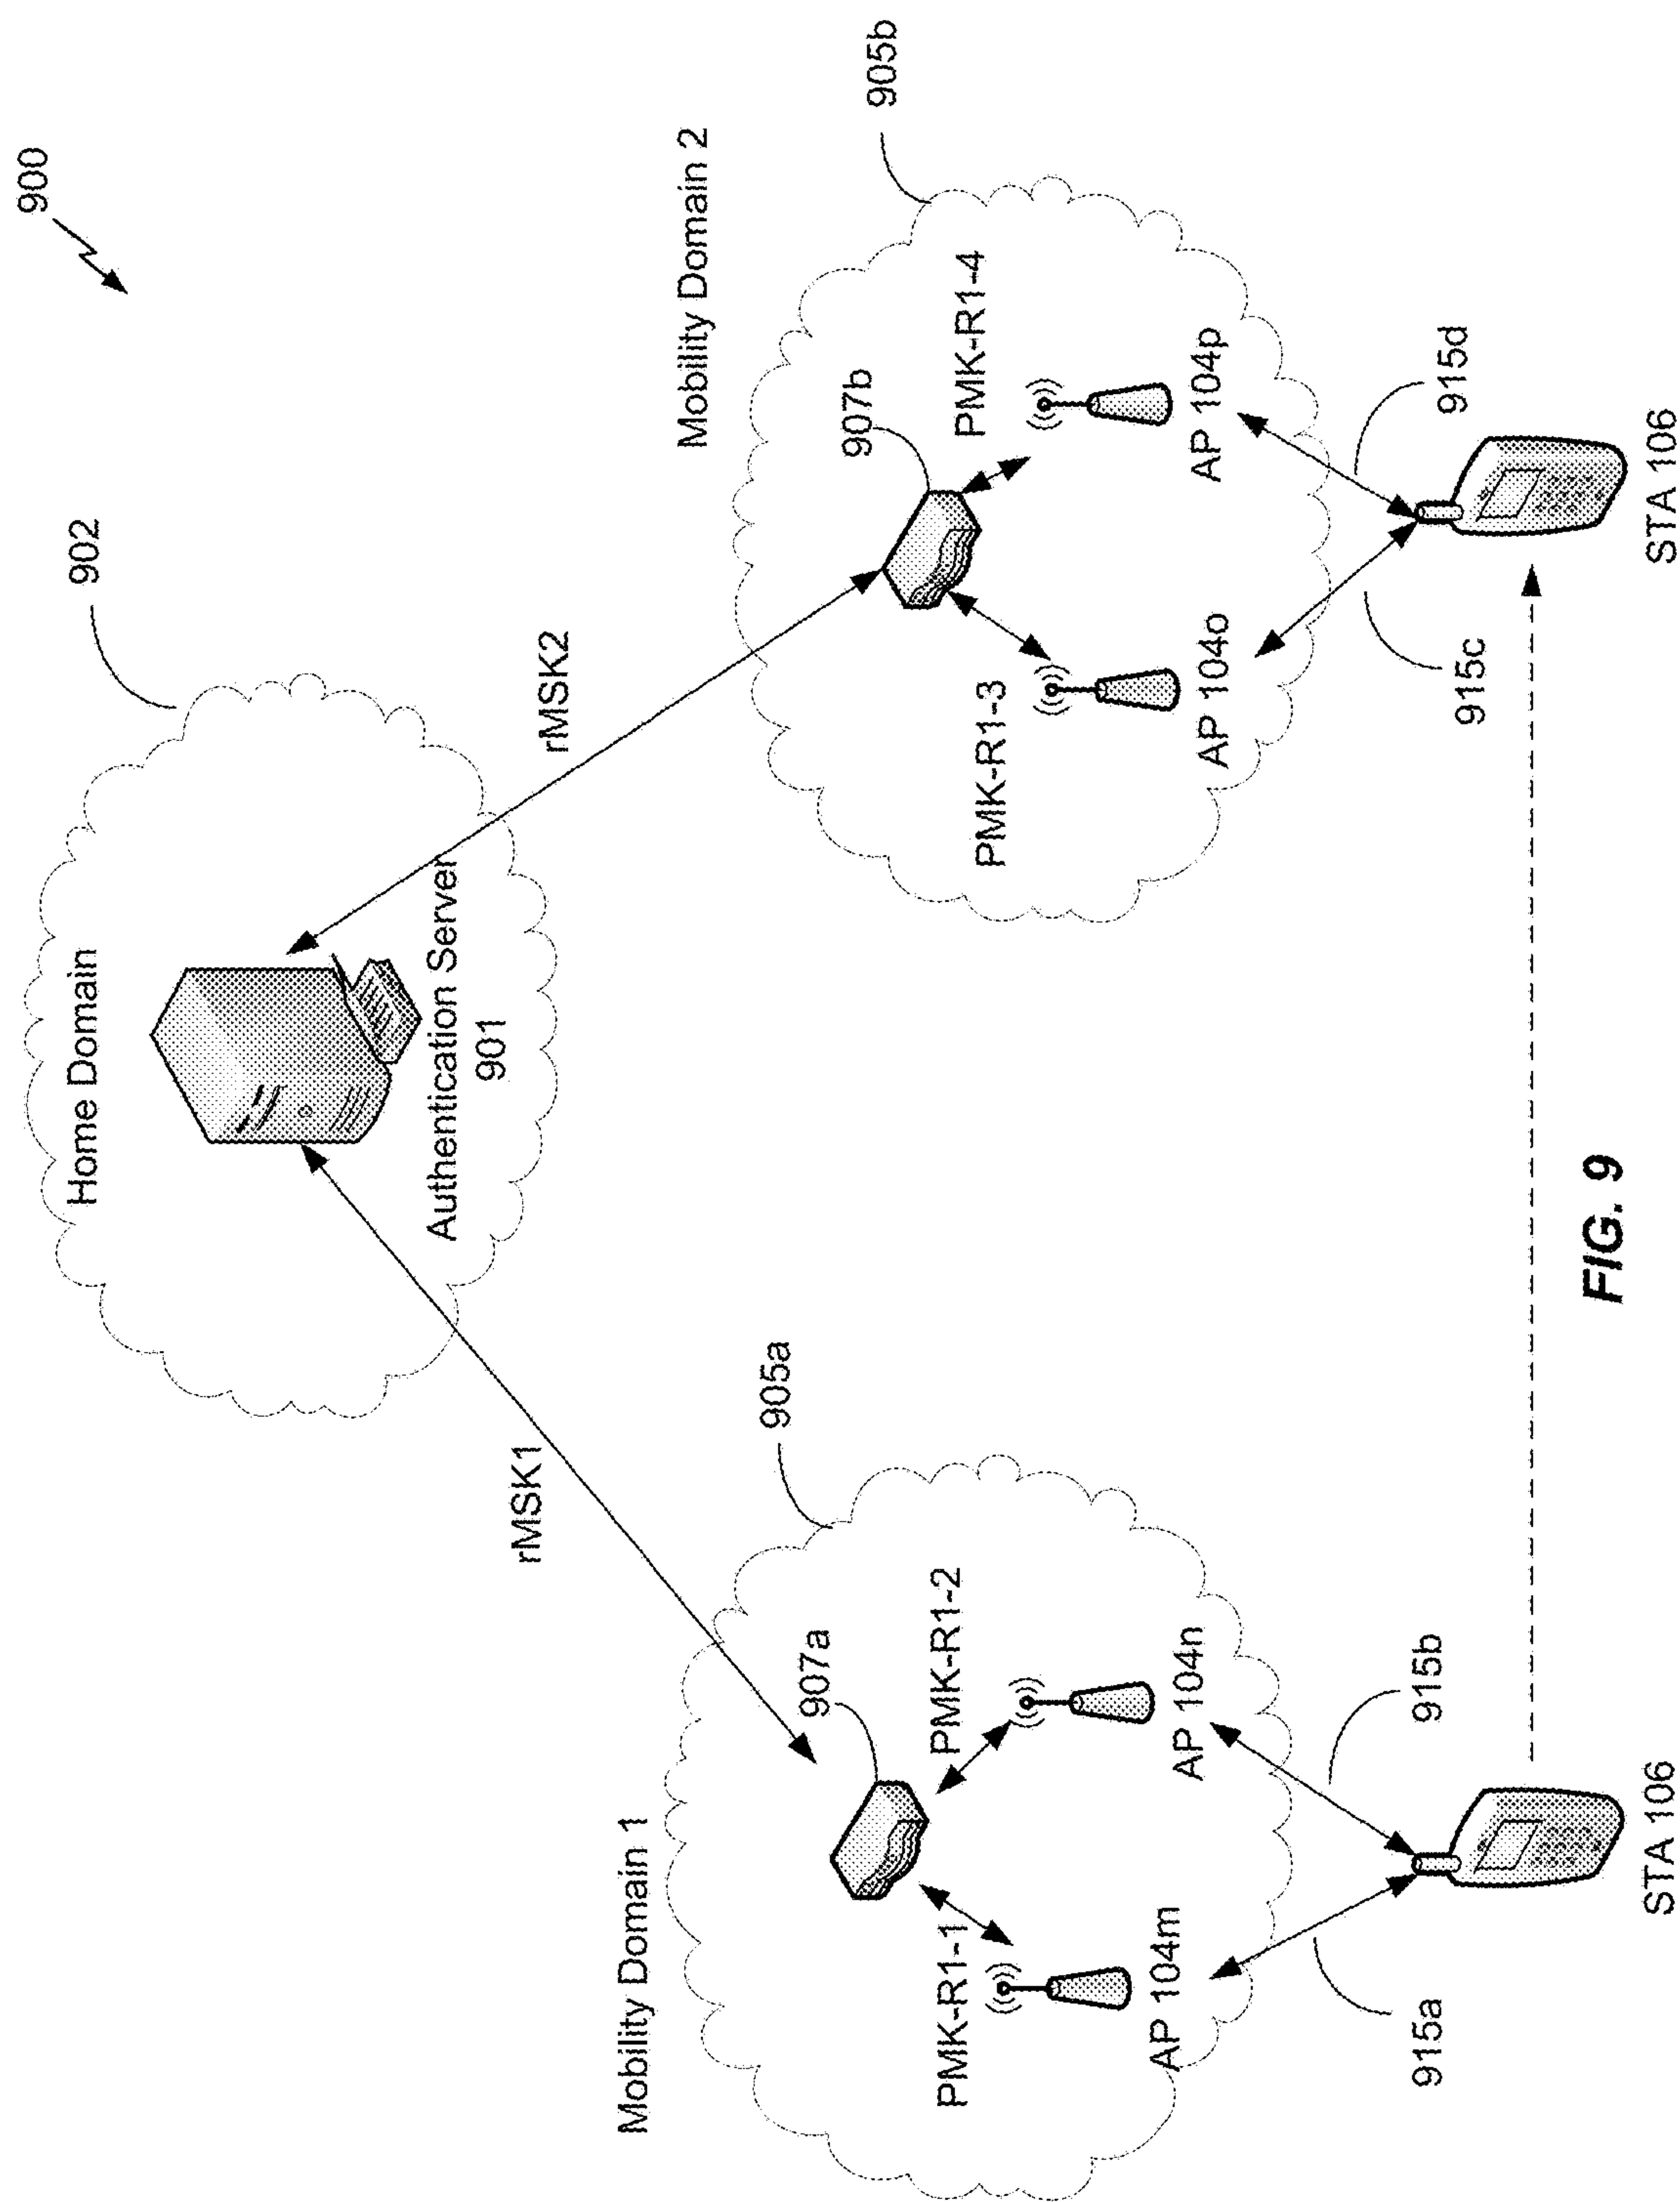 900
902
Home Domain
Authentication Server
901
rMSK1
rMSK2
Mobility Domain 1
905a
907a
PMK-R1-1
PMK-R1-2
AP 104m
AP 104n
915a
915b
STA 106
Mobility Domain 2
905b
907b
PMK-R1-3
PMK-R1-4
AP 104o
AP 104p
915c
915d
STA 106
FIG. 9